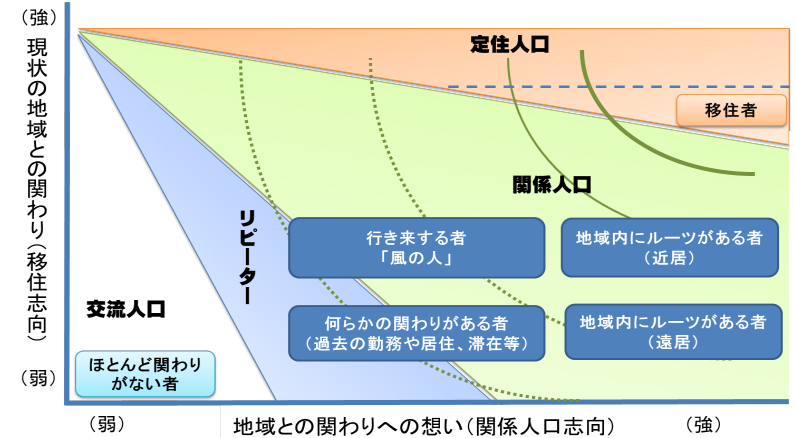 （強）
現状の地域との関わり（移住志向）
（弱）
定住人口
移住者
関係人口
リピーター
行き来する者
「風の人」
地域内にルーツがある者
（近居）
交流人口
何らかの関わりがある者
（過去の勤務や居住、滞在等）
地域内にルーツがある者
（遠居）
ほとんど関わり
がない者
（弱）
地域との関わりへの想い（関係人口志向）
（強）